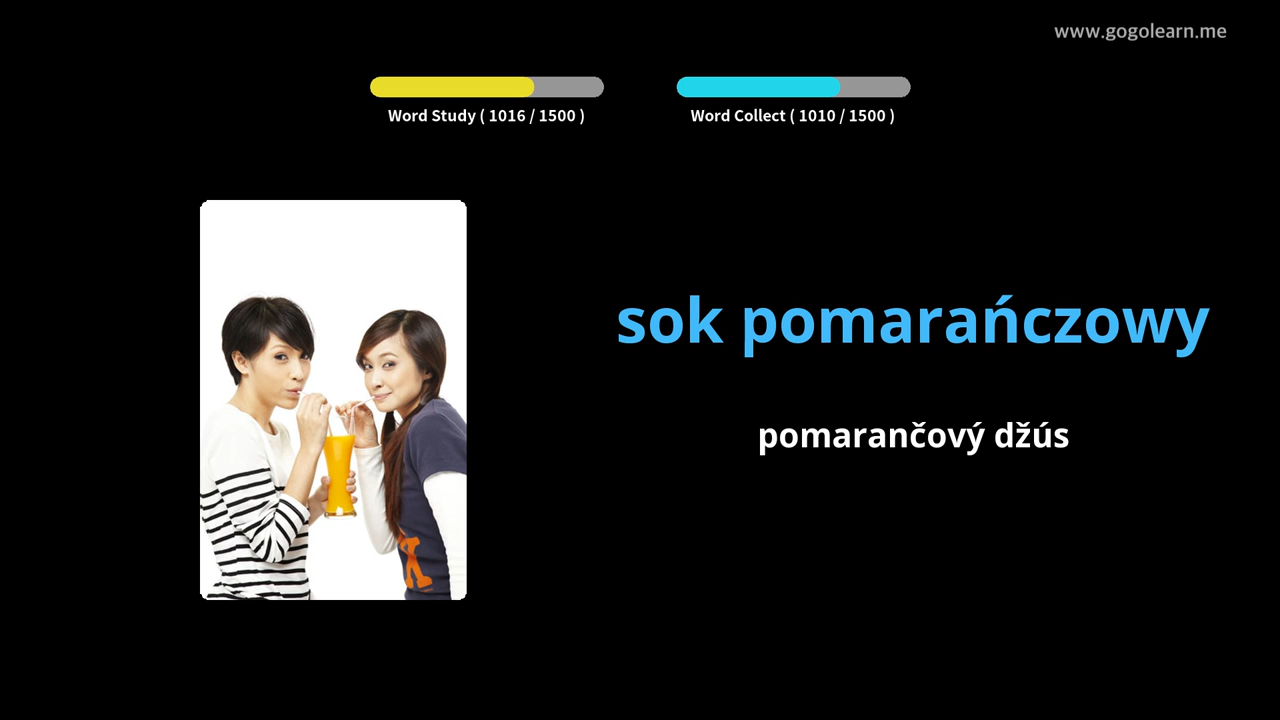 www.gogolearn.me
Word Study ( 1016 / 1500 )
Word Collect ( 1010 / 1500 )
sok pomarańczowy
pomarančový džús